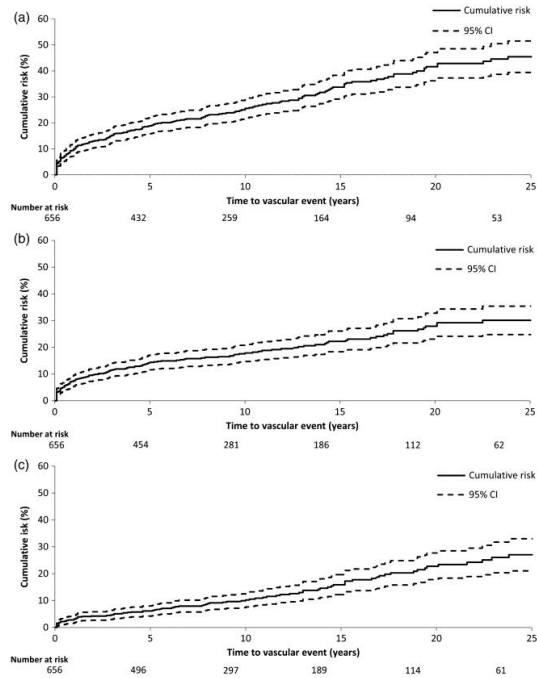 (a)
Cumulative risk
95% CI
Cumulative risk (%)
60
50
40
30
20
10
0
0 5 10 15 20 25
Time to vascular event (years)
Number at risk
656 432 259 164 94 53
(b)
Cumulative risk
95% CI
Cumulative risk (%)
60
50
40
30
20
10
0
0 5 10 15 20 25
Time to vascular event (years)
Number at risk
656 454 281 186 112 62
(c)
Cumulative risk
95% CI
Cumulative isk (%)
60
50
40
30
20
10
0
0 5 10 15 20 25
Time to vascular event (years)
Number at risk
656 496 297 189 114 61